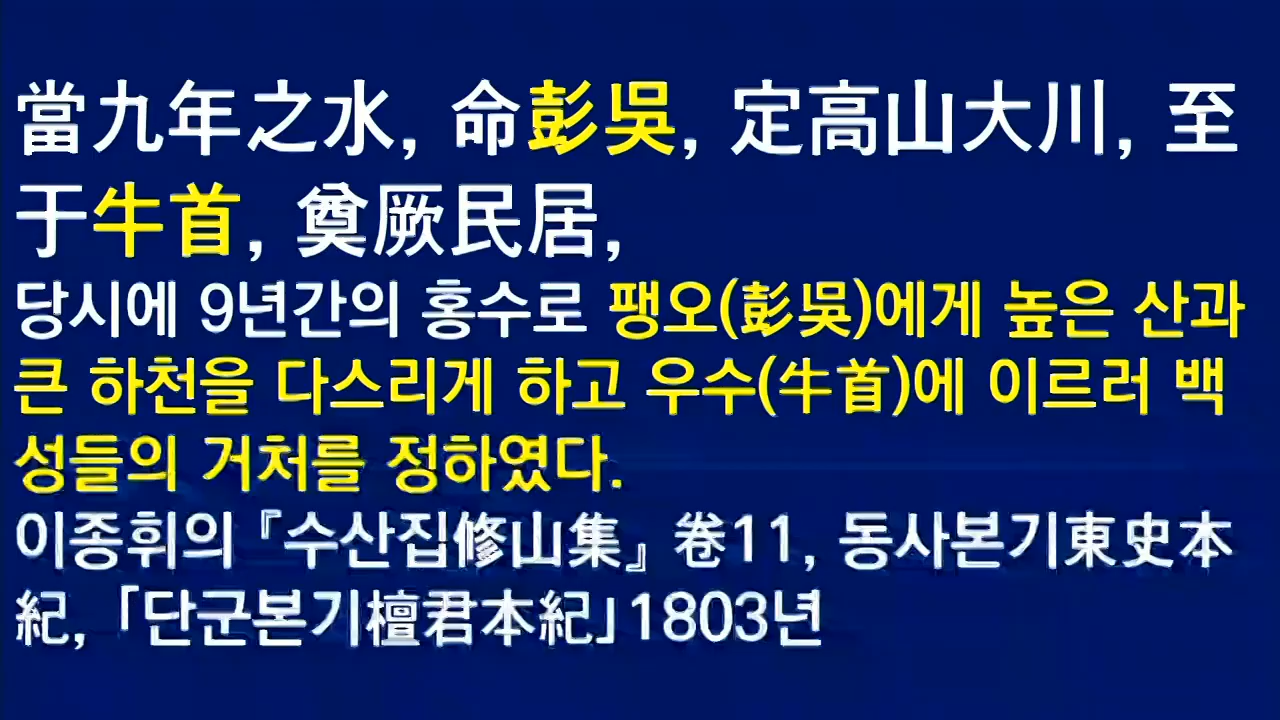 當九年之水, 命彭吳, 定高山大川, 至
于牛首, 奠厥民居,
당시에 9년간의 홍수로 팽오(彭吳)에게 높은 산과
큰 하천을 다스리게 하고 우수(牛首)에 이르러 백
성들의 거처를 정하였다.
이종휘의 『수산집修山集』 卷11, 동사본기東史本
紀, 「단군본기檀君本紀」 1803년